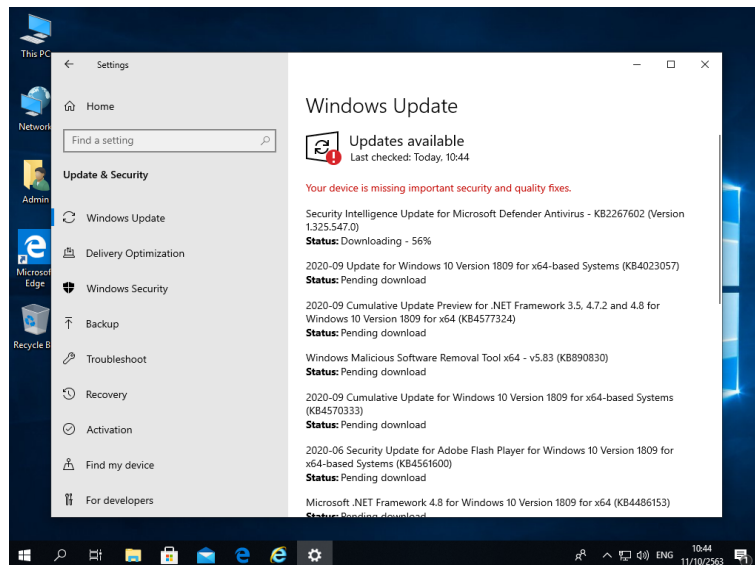 This PC
Network
Admin
Microsof
Edge
Recycle B
Settings
Home
Find a setting
Update & Security
Windows Update
Delivery Optimization
Windows Security
Backup
Troubleshoot
Recovery
Activation
Find my device
For developers
Windows Update
Updates available
Last checked: Today, 10:44
Your device is missing important security and quality fixes.
Security Intelligence Update for Microsoft Defender Antivirus - KB2267602 (Version
1.325.547.0)
Status: Downloading - 56%
2020-09 Update for Windows 10 Version 1809 for x64-based Systems (KB4023057)
Status: Pending download
2020-09 Cumulative Update Preview for .NET Framework 3.5, 4.7.2 and 4.8 for
Windows 10 Version 1809 for x64 (KB4577324)
Status: Pending download
Windows Malicious Software Removal Tool x64 - v5.83 (KB890830)
Status: Pending download
2020-09 Cumulative Update for Windows 10 Version 1809 for x64-based Systems
(KB4570333)
Status: Pending download
2020-06 Security Update for Adobe Flash Player for Windows 10 Version 1809 for
x64-based Systems (KB4561600)
Status: Pending download
Microsoft .NET Framework 4.8 for Windows 10 Version 1809 for x64 (KB4486153)
Status: Pending download
ENG
10:44
11/10/2563